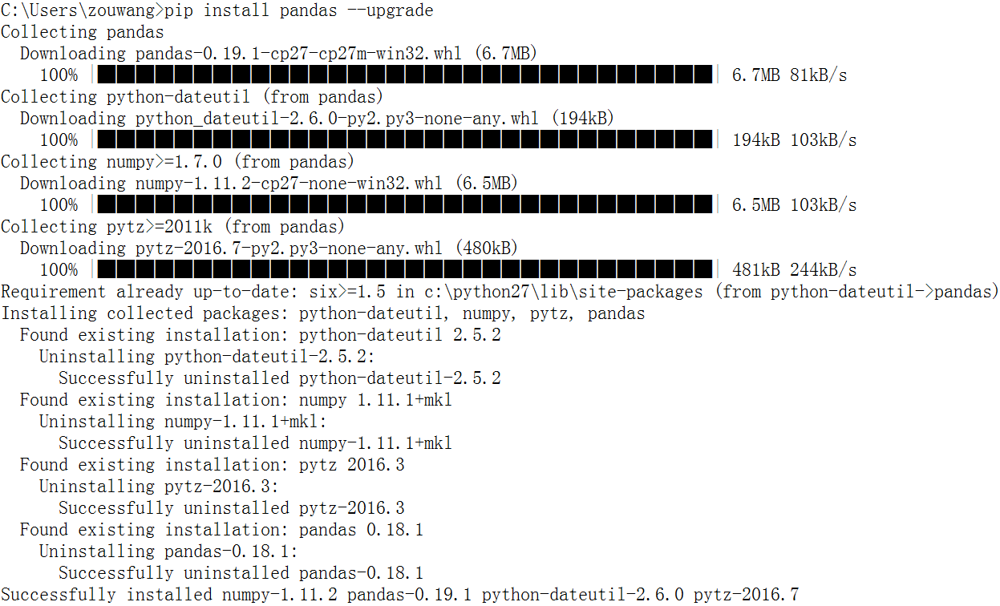 C:\Users\zouwang>pip install pandas --upgrade
Collecting pandas
  Downloading pandas-0.19.1-cp27-cp27m-win32.whl (6.7MB)
    100% |████████████████████████████████| 6.7MB 81kB/s
Collecting python-dateutil (from pandas)
  Downloading python_dateutil-2.6.0-py2.py3-none-any.whl (194kB)
    100% |████████████████████████████████| 194kB 103kB/s
Collecting numpy>=1.7.0 (from pandas)
  Downloading numpy-1.11.2-cp27-none-win32.whl (6.5MB)
    100% |████████████████████████████████| 6.5MB 103kB/s
Collecting pytz>=2011k (from pandas)
  Downloading pytz-2016.7-py2.py3-none-any.whl (480kB)
    100% |████████████████████████████████| 481kB 244kB/s
Requirement already up-to-date: six>=1.5 in c:\python27\lib\site-packages (from python-dateutil->pandas)
Installing collected packages: python-dateutil, numpy, pytz, pandas
  Found existing installation: python-dateutil 2.5.2
    Uninstalling python-dateutil-2.5.2:
      Successfully uninstalled python-dateutil-2.5.2
  Found existing installation: numpy 1.11.1+mkl
    Uninstalling numpy-1.11.1+mkl:
      Successfully uninstalled numpy-1.11.1+mkl
  Found existing installation: pytz 2016.3
    Uninstalling pytz-2016.3:
      Successfully uninstalled pytz-2016.3
  Found existing installation: pandas 0.18.1
    Uninstalling pandas-0.18.1:
      Successfully uninstalled pandas-0.18.1
Successfully installed numpy-1.11.2 pandas-0.19.1 python-dateutil-2.6.0 pytz-2016.7